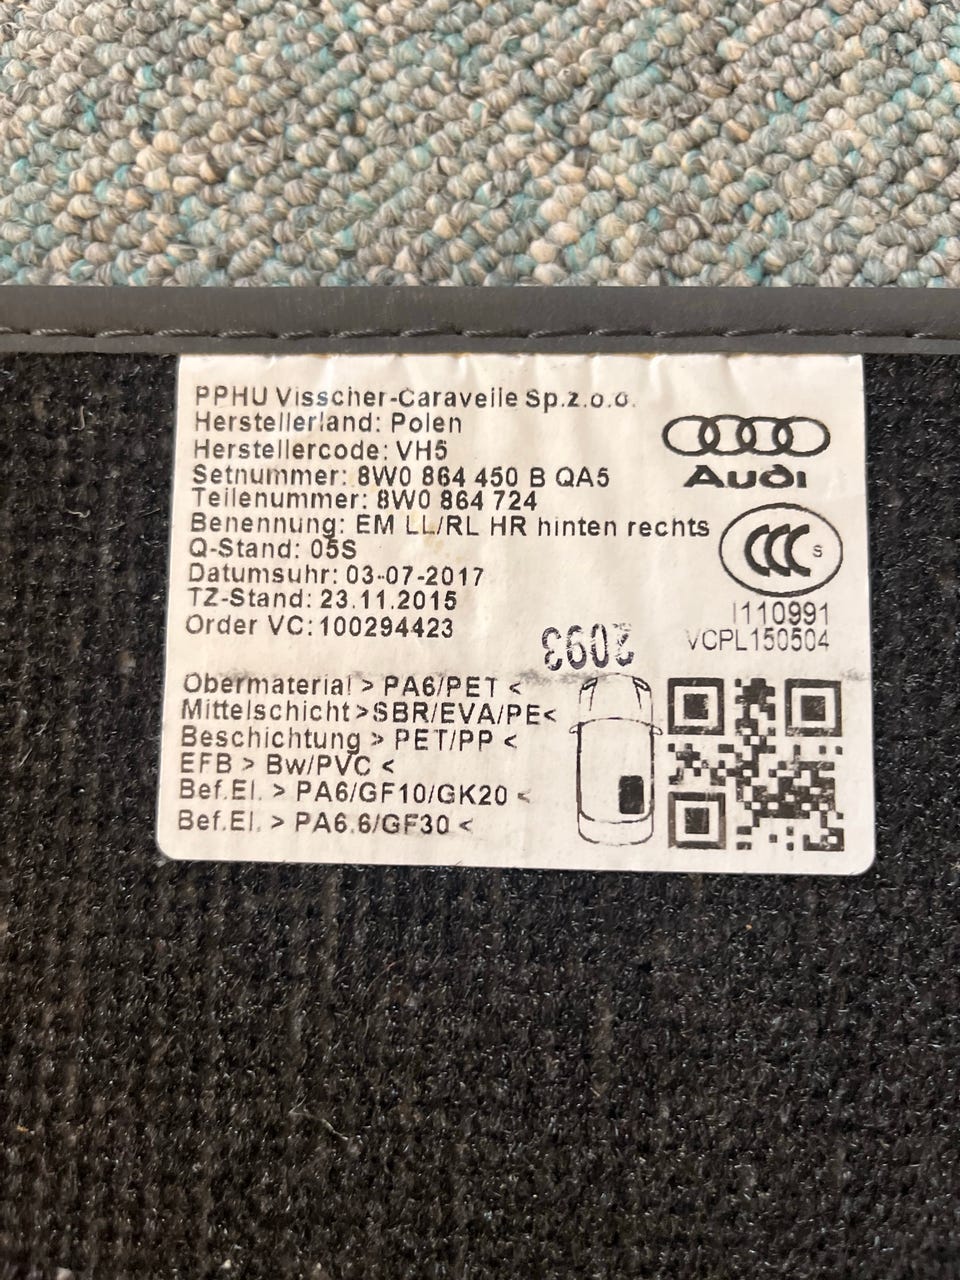 PPHU Visscher-Caravelle Sp.z.o.o.
Herstellerland: Polen
Herstellercode: VH5
Setnummer: 8W0 864 450 B QA5
Teilenummer: 8W0 864 724
Benennung: EM LL/RL HR hinten rechts
Q-Stand: 05S
Datumsuhr: 03-07-2017
TZ-Stand: 23.11.2015
Order VC: 100294423
Audi
CCC S
I110991
VCPL150504
2093
Obermaterial > PA6/PET <
Mittelschicht >SBR/EVA/PE<
Beschichtung > PET/PP <
EFB > Bw/PVC <
Bef.El. > PA6/GF10/GK20 <
Bef.El. > PA6.6/GF30 <